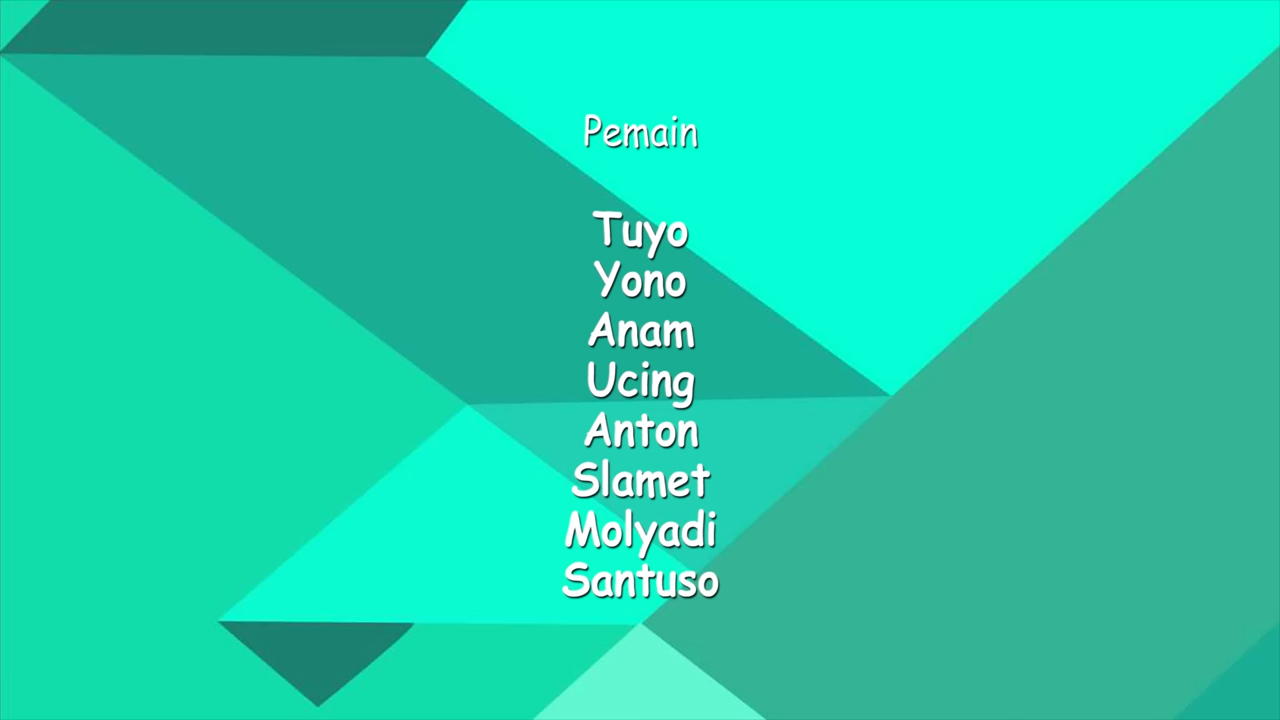 Pemain
Tuyo
Yono
Anam
Ucing
Anton
Slamet
Molyadi
Santuso